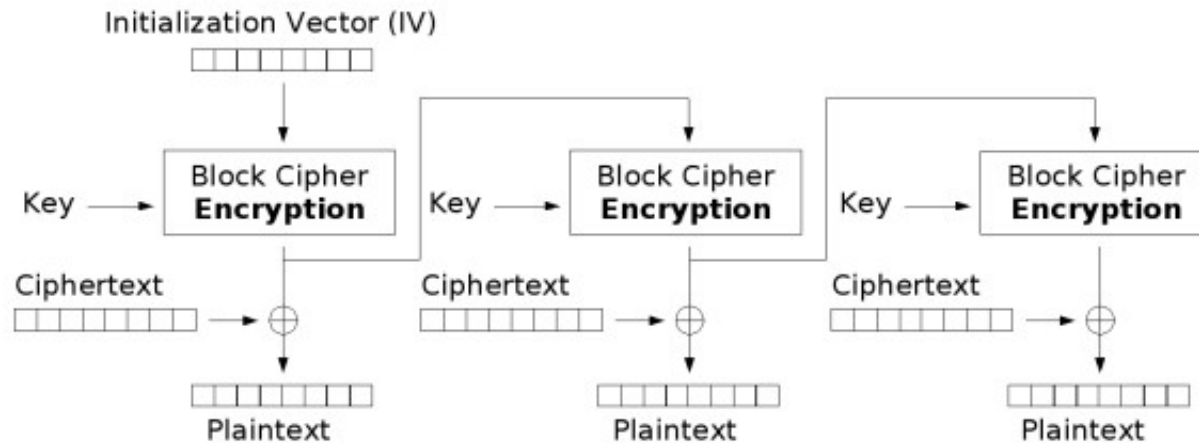 Initialization Vector (IV)
Key
Block Cipher
Encryption
Key
Block Cipher
Encryption
Key
Block Cipher
Encryption
Ciphertext
Ciphertext
Ciphertext
Plaintext
Plaintext
Plaintext